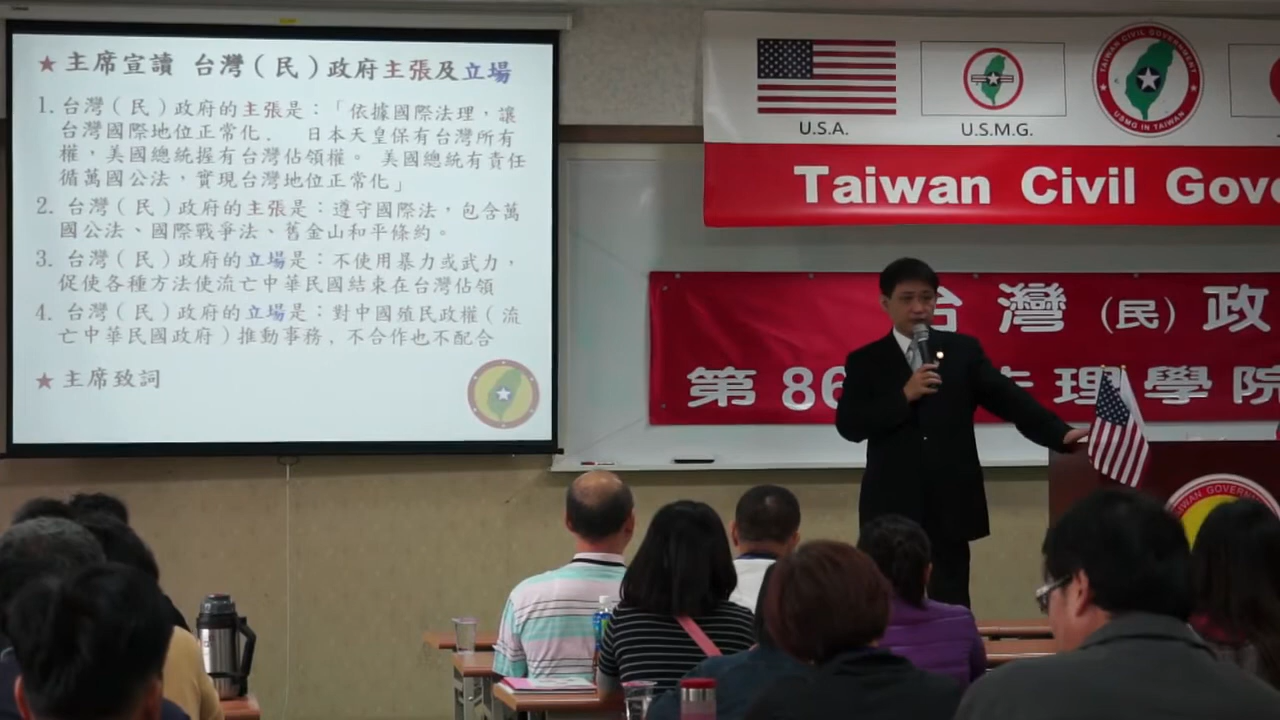 ★ 主席宣讀 台灣(民)政府主張及立場
1. 台灣(民)政府的主張是:「依據國際法理,讓
台灣國際地位正常化. 日本天皇保有台灣所有
權,美國總統握有台灣佔領權。 美國總統有責任
循萬國公法,實現台灣地位正常化」
2. 台灣(民)政府的主張是:遵守國際法,包含萬
國公法、國際戰爭法、舊金山和平條約。
3. 台灣(民)政府的立場是:不使用暴力或武力,
促使各種方法使流亡中華民國結束在台灣佔領
4. 台灣(民)政府的立場是:對中國殖民政權(流
亡中華民國政府)推動事務, 不合作也不配合
★ 主席致詞
U.S.A.
U.S.M.G.
TAIWAN CIVIL GOVERNMENT
USMG IN TAIWAN
Taiwan Civil Gove
台灣(民)政
第86 法理學院